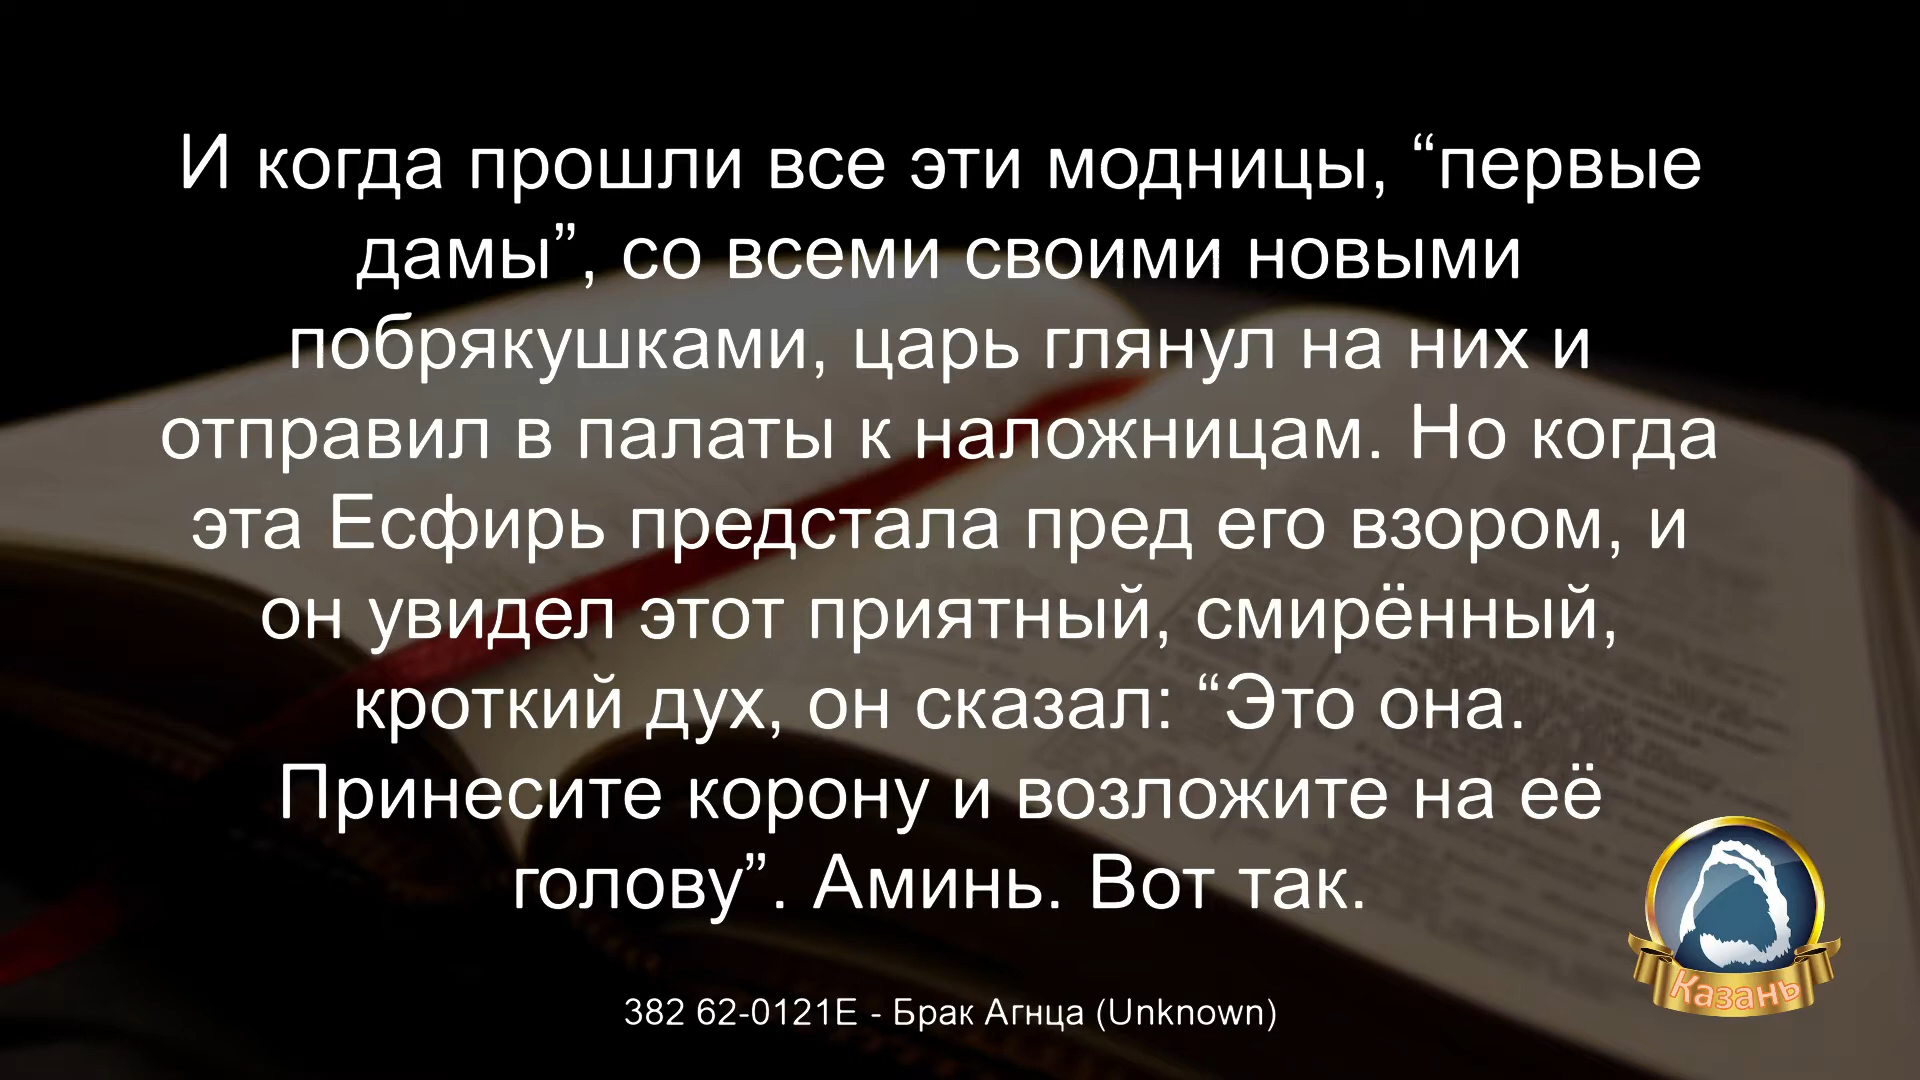 И когда прошли все эти модницы, “первые
дамы”, со всеми своими новыми
побрякушками, царь глянул на них и
отправил в палаты к наложницам. Но когда
эта Есфирь предстала пред его взором, и
он увидел этот приятный, смирённый,
кроткий дух, он сказал: “Это она.
Принесите корону и возложите на её
голову”. Аминь. Вот так.
382 62-0121E - Брак Агнца (Unknown)
Казань